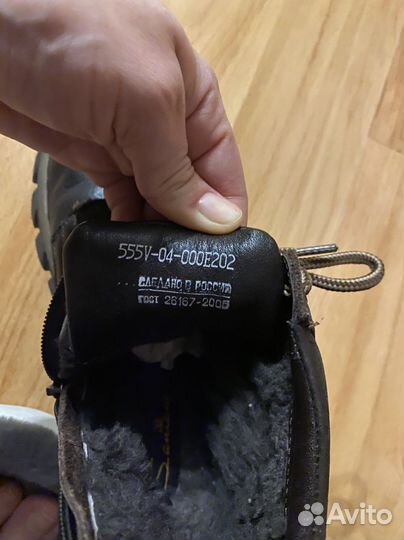 555V-04-000E202
...СДЕЛАНО В РОССИИ
ГОСТ 26167-2005
Avito